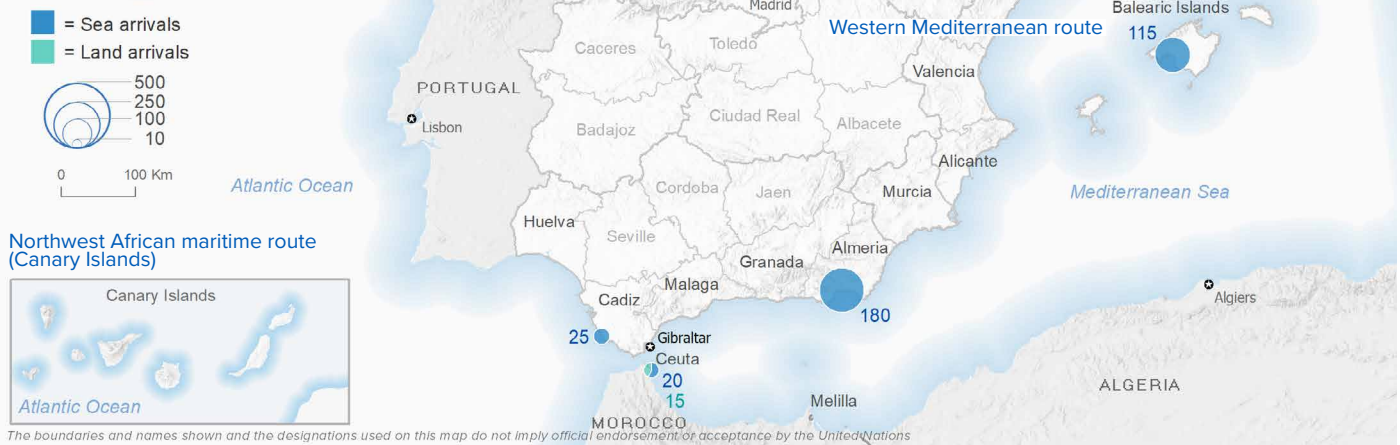 = Sea arrivals
= Land arrivals
500
250
100
10
0 100 Km
Madrid
Balearic Islands
Western Mediterranean route
115
Caceres
Toledo
Valencia
PORTUGAL
Lisbon
Badajoz
Ciudad Real
Albacete
Alicante
Atlantic Ocean
Cordoba
Jaen
Murcia
Mediterranean Sea
Huelva
Seville
Almeria
Northwest African maritime route
(Canary Islands)
Granada
Malaga
Canary Islands
Cadiz
Algiers
180
25
Gibraltar
Ceuta
20
15
ALGERIA
Melilla
Atlantic Ocean
MOROCCO
The boundaries and names shown and the designations used on this map do not imply official endorsement or acceptance by the United Nations